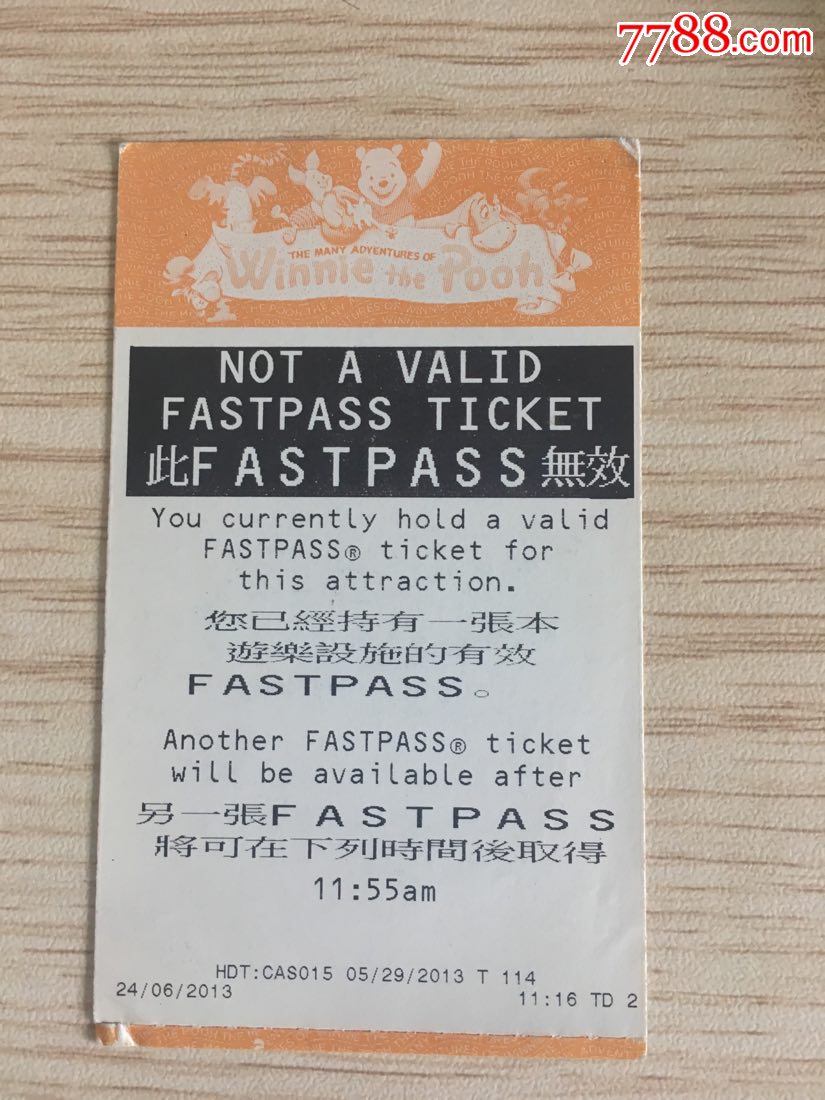 7788.com
THE MANY ADVENTURES OF
Winnie the Pooh
NOT A VALID
FASTPASS TICKET
此FASTPASS無效
You currently hold a valid
FASTPASS® ticket for
this attraction.
您已經持有一張本
遊樂設施的有效
FASTPASS。
Another FASTPASS® ticket
will be available after
另一張FASTPASS
將可在下列時間後取得
11:55am
HDT:CAS015 05/29/2013 T 114
24/06/2013 11:16 TD 2